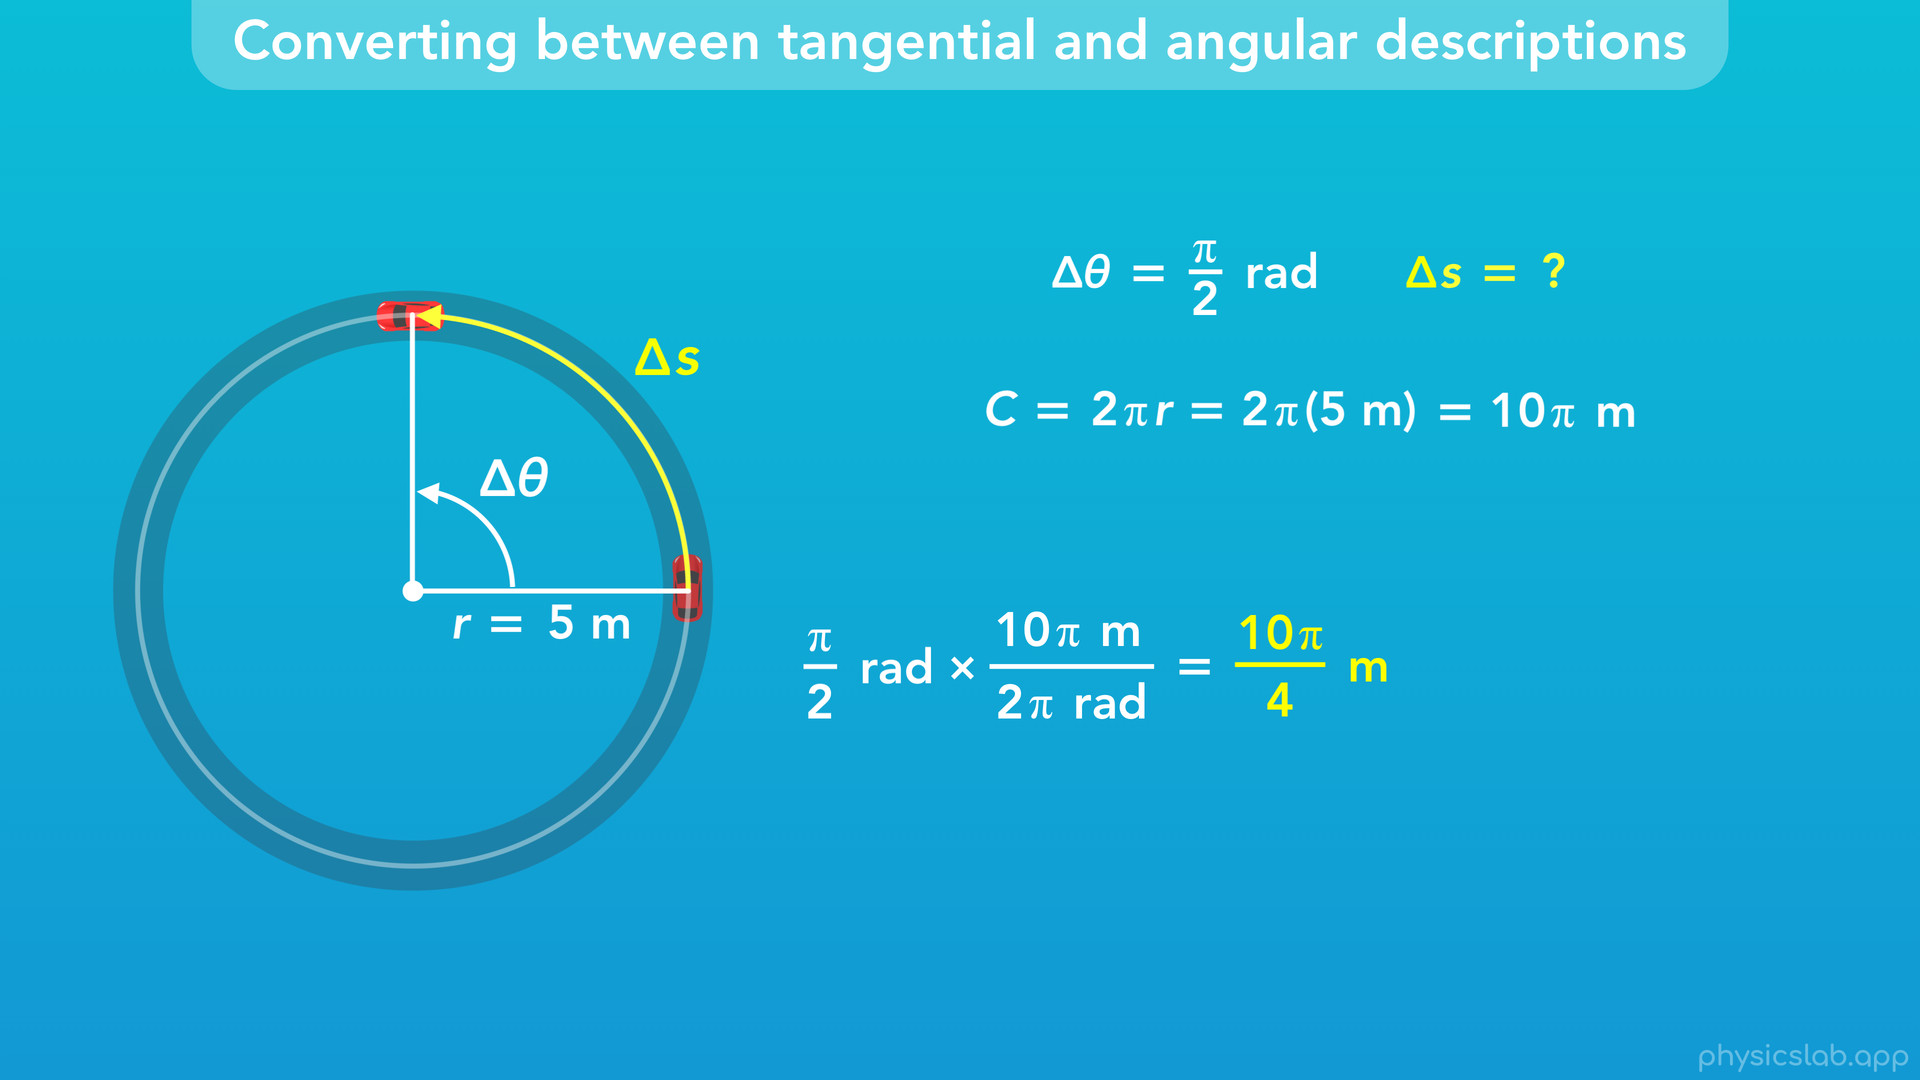 Converting between tangential and angular descriptions
Δθ = π/2 rad Δs = ?
Δs
C = 2πr = 2π(5 m) = 10π m
Δθ
r = 5 m
π/2 rad × 10π m / 2π rad = 10π/4 m
physicslab.app